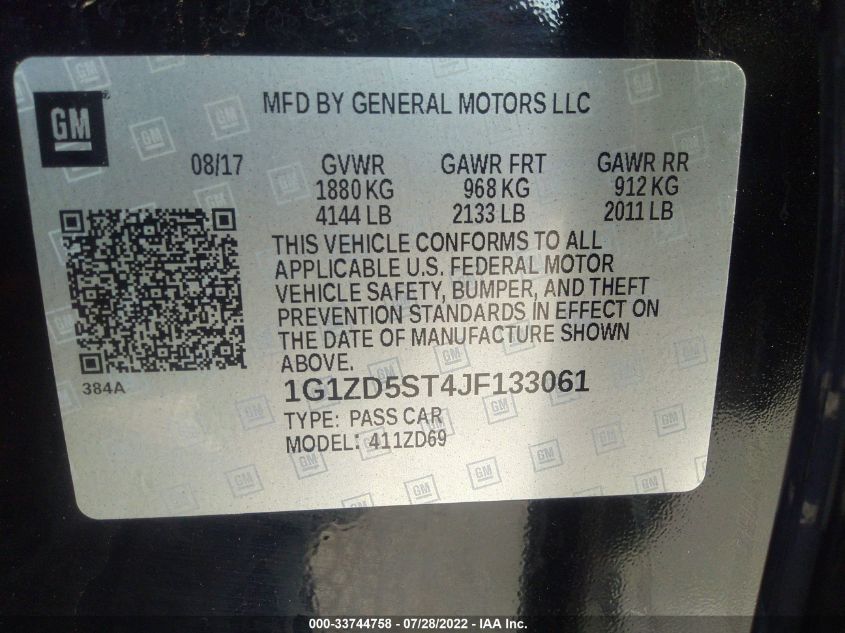 GM
MFD BY GENERAL MOTORS LLC
08/17 GVWR GAWR FRT GAWR RR
1880 KG 968 KG 912 KG
4144 LB 2133 LB 2011 LB
THIS VEHICLE CONFORMS TO ALL
APPLICABLE U.S. FEDERAL MOTOR
VEHICLE SAFETY, BUMPER, AND THEFT
PREVENTION STANDARDS IN EFFECT ON
THE DATE OF MANUFACTURE SHOWN
ABOVE.
384A
1G1ZD5ST4JF133061
TYPE: PASS CAR
MODEL: 411ZD69
000-33744758 - 07/28/2022 - IAA Inc.